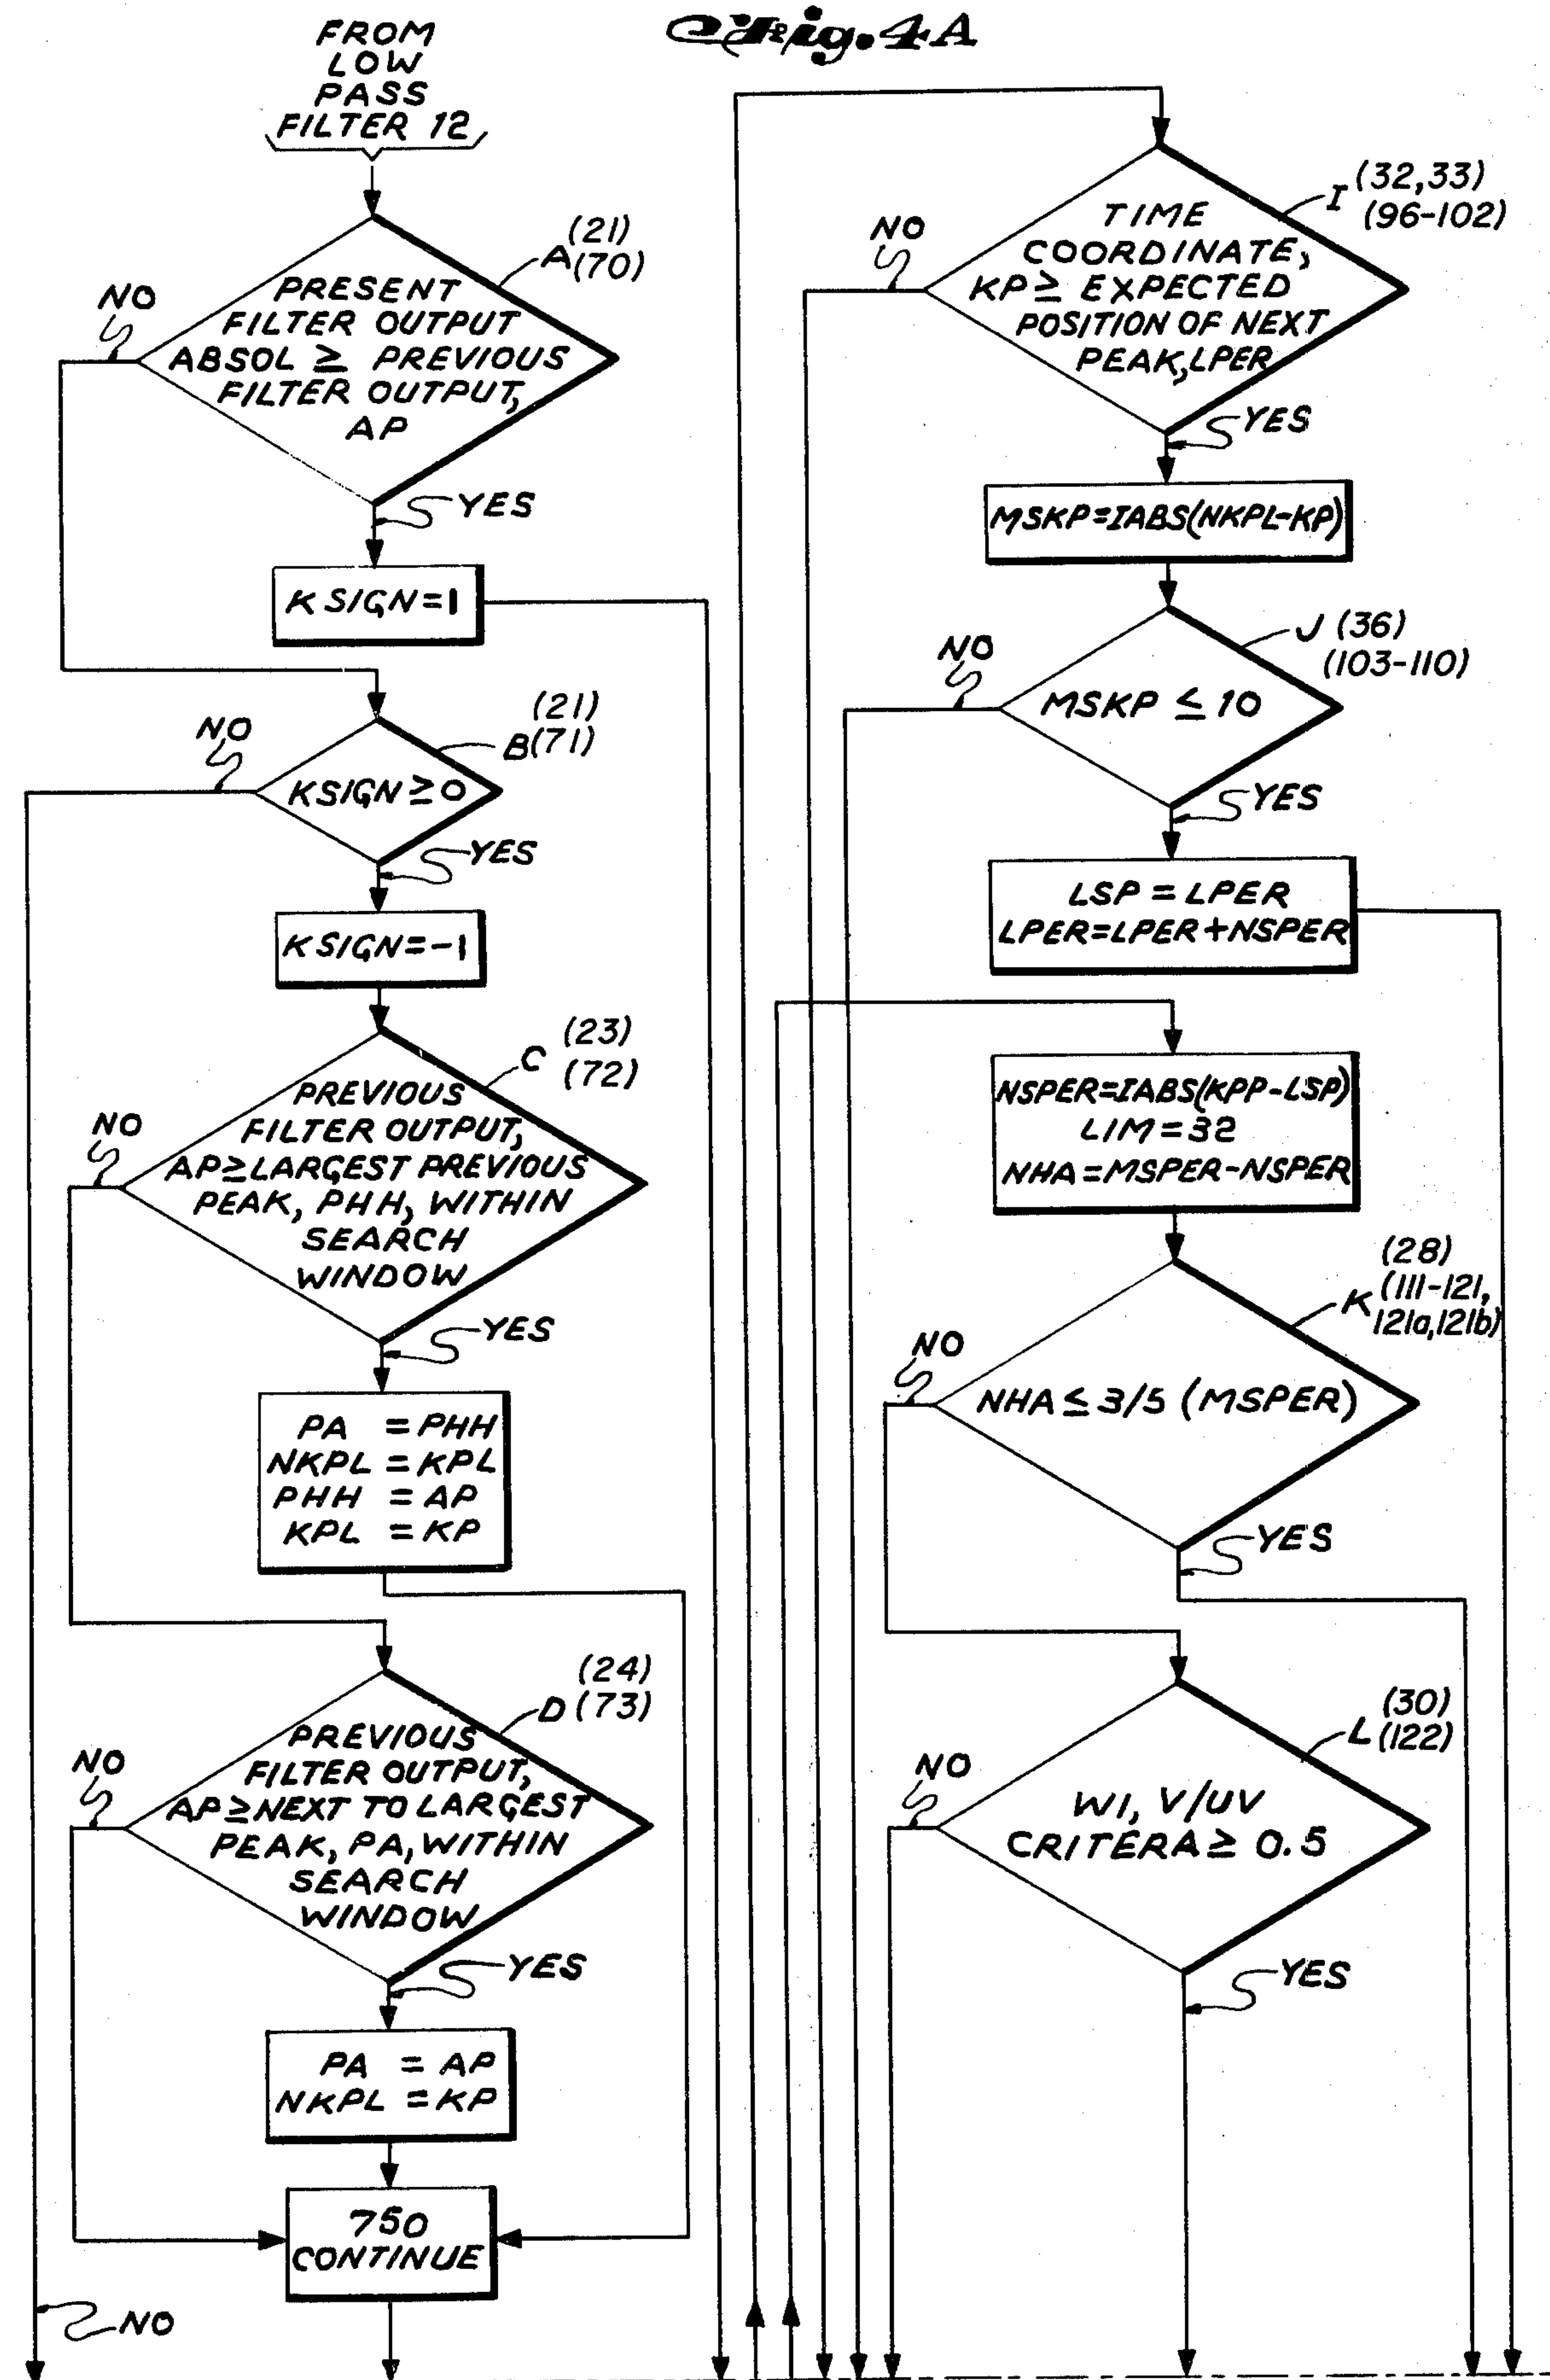 Fig. 4A
FROM
LOW
PASS
FILTER 12
(21)
A (70)
PRESENT
FILTER OUTPUT
ABSOL ≥ PREVIOUS
FILTER OUTPUT,
AP
NO
YES
KSIGN=1
(21)
B(71)
NO
KSIGN ≥ 0
YES
KSIGN=-1
(23)
C (72)
NO
PREVIOUS
FILTER OUTPUT,
AP≥LARGEST PREVIOUS
PEAK, PHH, WITHIN
SEARCH
WINDOW
YES
PA = PHH
NKPL = KPL
PHH = AP
KPL = KP
(24)
D (73)
NO
PREVIOUS
FILTER OUTPUT,
AP≥NEXT TO LARGEST
PEAK, PA, WITHIN
SEARCH
WINDOW
YES
PA = AP
NKPL = KP
750
CONTINUE
NO
(32,33)
I (96-102)
NO
TIME
COORDINATE,
KP ≥ EXPECTED
POSITION OF NEXT
PEAK, LPER
YES
MSKP=IABS(NKPL-KP)
J (36)
(103-110)
NO
MSKP ≤ 10
YES
LSP = LPER
LPER=LPER+NSPER
NSPER=IABS(KPP-LSP)
LIM = 32
NHA = MSPER-NSPER
(28)
K (111-121,
121a, 121b)
NO
NHA ≤ 3/5 (MSPER)
YES
(30)
L (122)
NO
WI, V/UV
CRITERA ≥ 0.5
YES